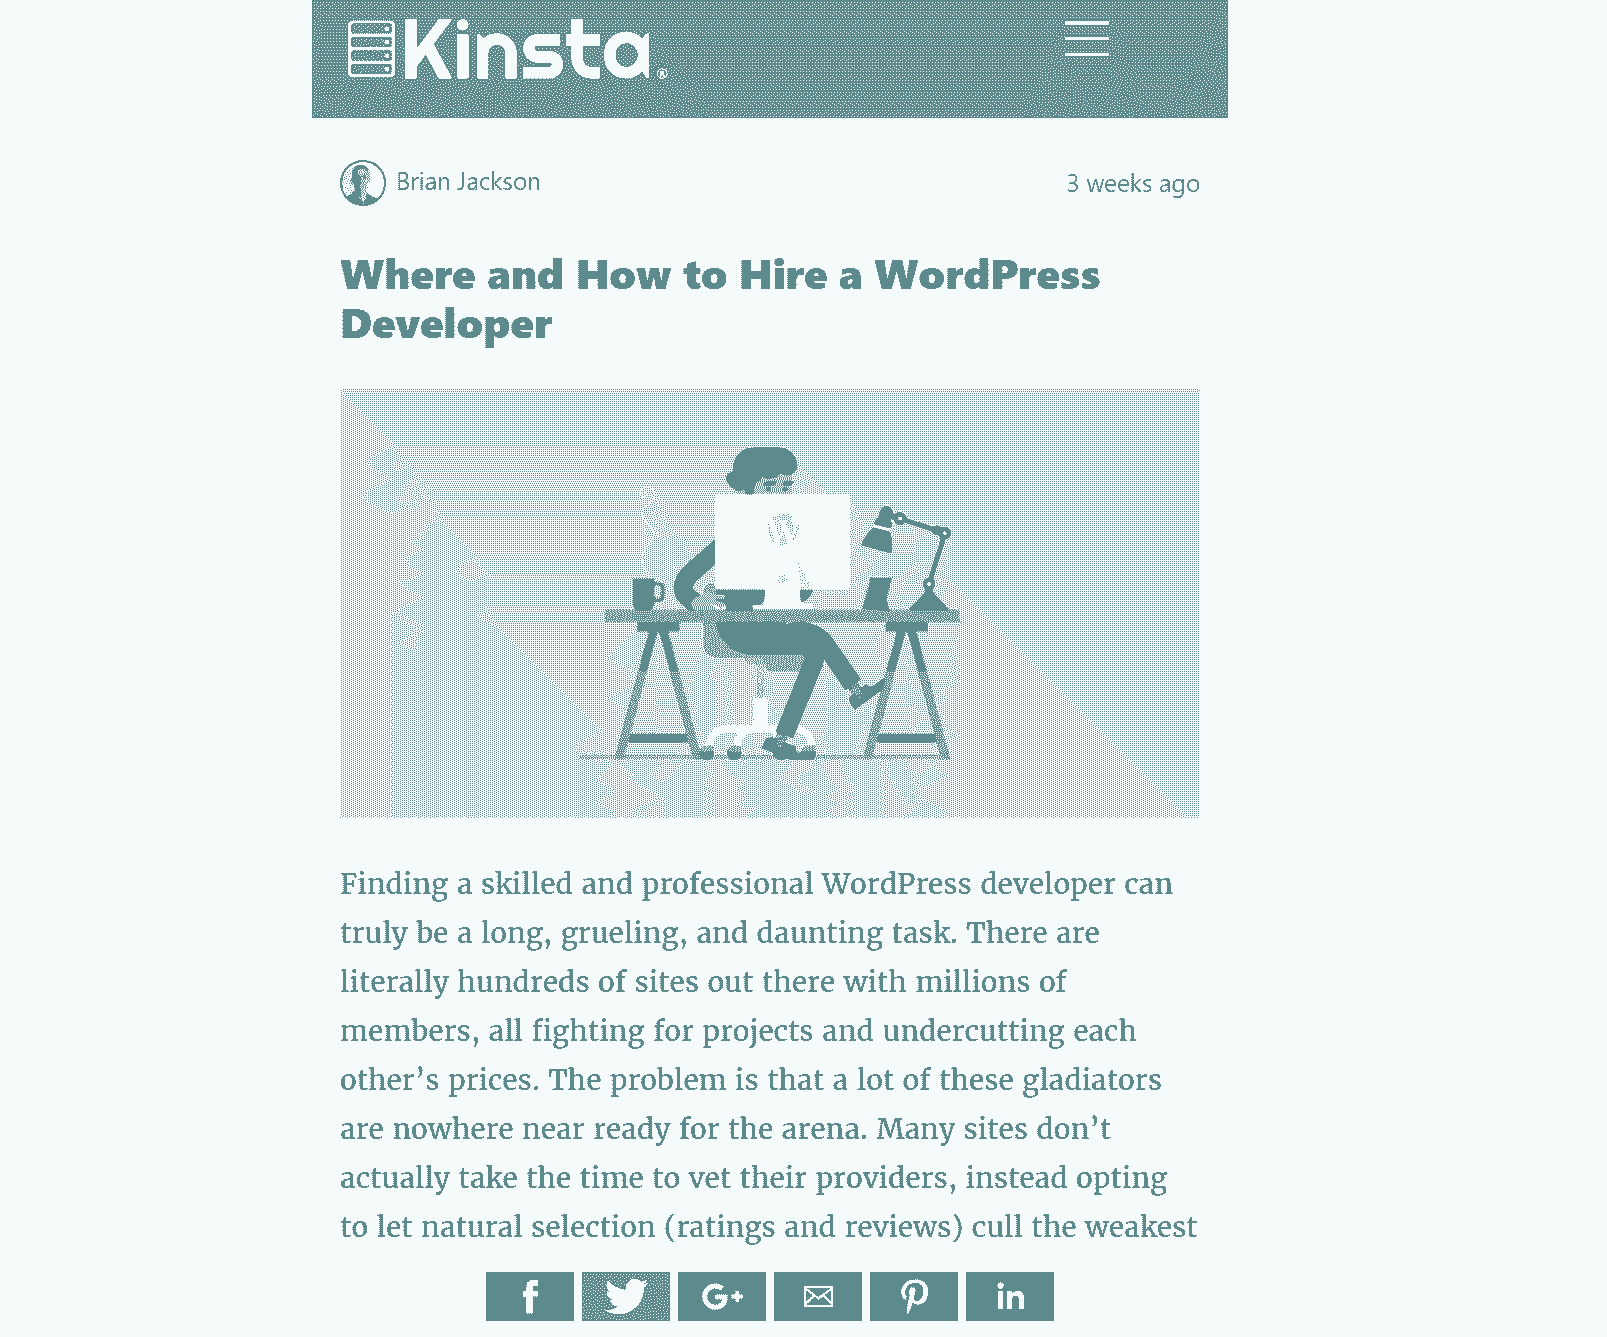 Kinsta®
Brian Jackson
3 weeks ago
Where and How to Hire a WordPress
Developer
Finding a skilled and professional WordPress developer can
truly be a long, grueling, and daunting task. There are
literally hundreds of sites out there with millions of
members, all fighting for projects and undercutting each
other’s prices. The problem is that a lot of these gladiators
are nowhere near ready for the arena. Many sites don’t
actually take the time to vet their providers, instead opting
to let natural selection (ratings and reviews) cull the weakest